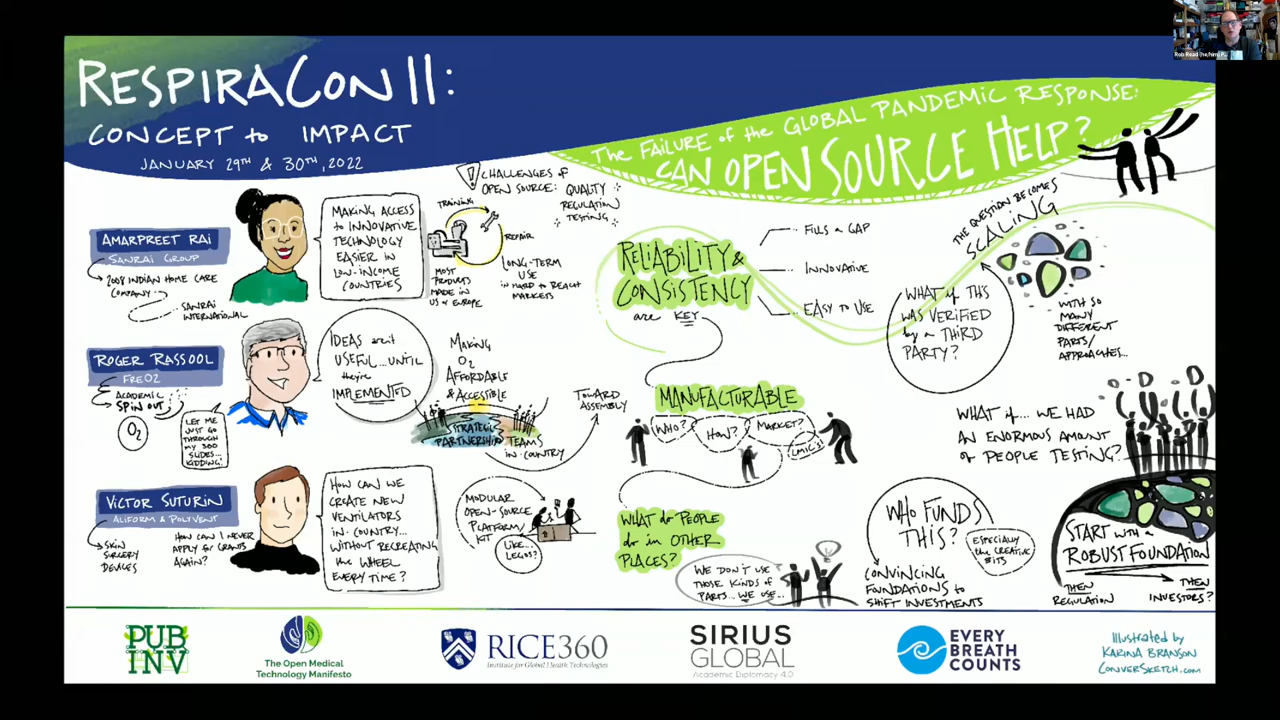 RESPIRACON II:
CONCEPT to IMPACT
JANUARY 29TH & 30TH, 2022
THE FAILURE of the GLOBAL PANDEMIC RESPONSE:
CAN OPEN SOURCE HELP?
AMARPREET RAI
SANRAI GROUP
2008 INDIAN HOME CARE
COMPANY
SANRAI
INTERNATIONAL
MAKING ACCESS
to INNOVATIVE
TECHNOLOGY
EASIER IN
LOW-INCOME
COUNTRIES
! CHALLENGES of
OPEN SOURCE: QUALITY
REGULATION
TESTING
TRAINING
REPAIR
MOST
PRODUCTS
MADE IN
US & EUROPE
LONG-TERM
USE
in HARD to REACH
MARKETS
ROGER RASSOOL
FREO2
ACADEMIC
SPIN OUT
O2
LET ME
JUST GO
THROUGH
MY 300
SLIDES...
KIDDING!
IDEAS aren't
USEFUL... UNTIL
they're
IMPLEMENTED
MAKING
O2
AFFORDABLE
& ACCESSIBLE
STRATEGIC
PARTNERSHIP
TEAMS
IN-COUNTRY
TOWARD
ASSEMBLY
VICTOR SUTURIN
ALIFORM & POLYVENT
SKIN
SURGERY
DEVICES
HOW CAN I NEVER
APPLY for GRANTS
AGAIN?
HOW CAN WE
CREATE NEW
VENTILATORS
IN-COUNTRY...
WITHOUT RECREATING
the WHEEL
EVERY TIME?
MODULAR
OPEN-SOURCE
PLATFORM/
KIT
LIKE...
LEGOS?
RELIABILITY &
CONSISTENCY
are KEY
FILLS a GAP
INNOVATIVE
EASY to USE
MANUFACTURABLE
WHO?
HOW?
MARKET?
LMIC'S
WHAT do PEOPLE
do in OTHER
PLACES?
WE DON'T USE
THOSE KINDS of
PARTS... WE USE...
THE QUESTION BECOMES
SCALING
WHAT if THIS
WAS VERIFIED
by a THIRD
PARTY?
WITH SO
MANY
DIFFERENT
PARTS/
APPROACHES...
WHAT if... WE HAD
AN ENORMOUS AMOUNT
of PEOPLE TESTING?
WHO FUNDS
THIS?
ESPECIALLY
the CREATIVE
BITS
CONVINCING
FOUNDATIONS to
SHIFT INVESTMENTS
START WITH a
ROBUST FOUNDATION
THEN
REGULATION
THEN
INVESTORS?
PUB
INV
The Open Medical
Technology Manifesto
RICE360
Institute for Global Health Technologies
SIRIUS
GLOBAL
Academic Diplomacy 4.0
EVERY
BREATH
COUNTS
Illustrated by
KARINA BRANSON
CONVERSKETCH.com